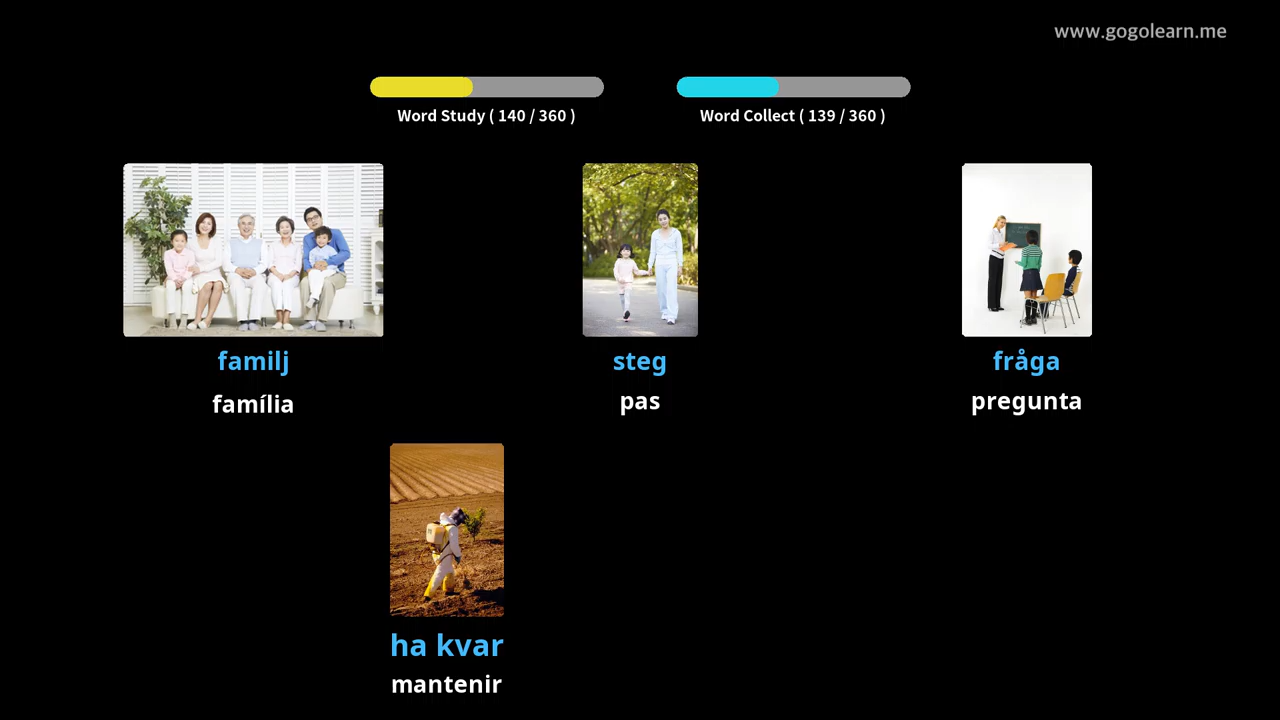 www.gogolearn.me
Word Study ( 140 / 360 )
Word Collect ( 139 / 360 )
familj
família
steg
pas
fråga
pregunta
ha kvar
mantenir